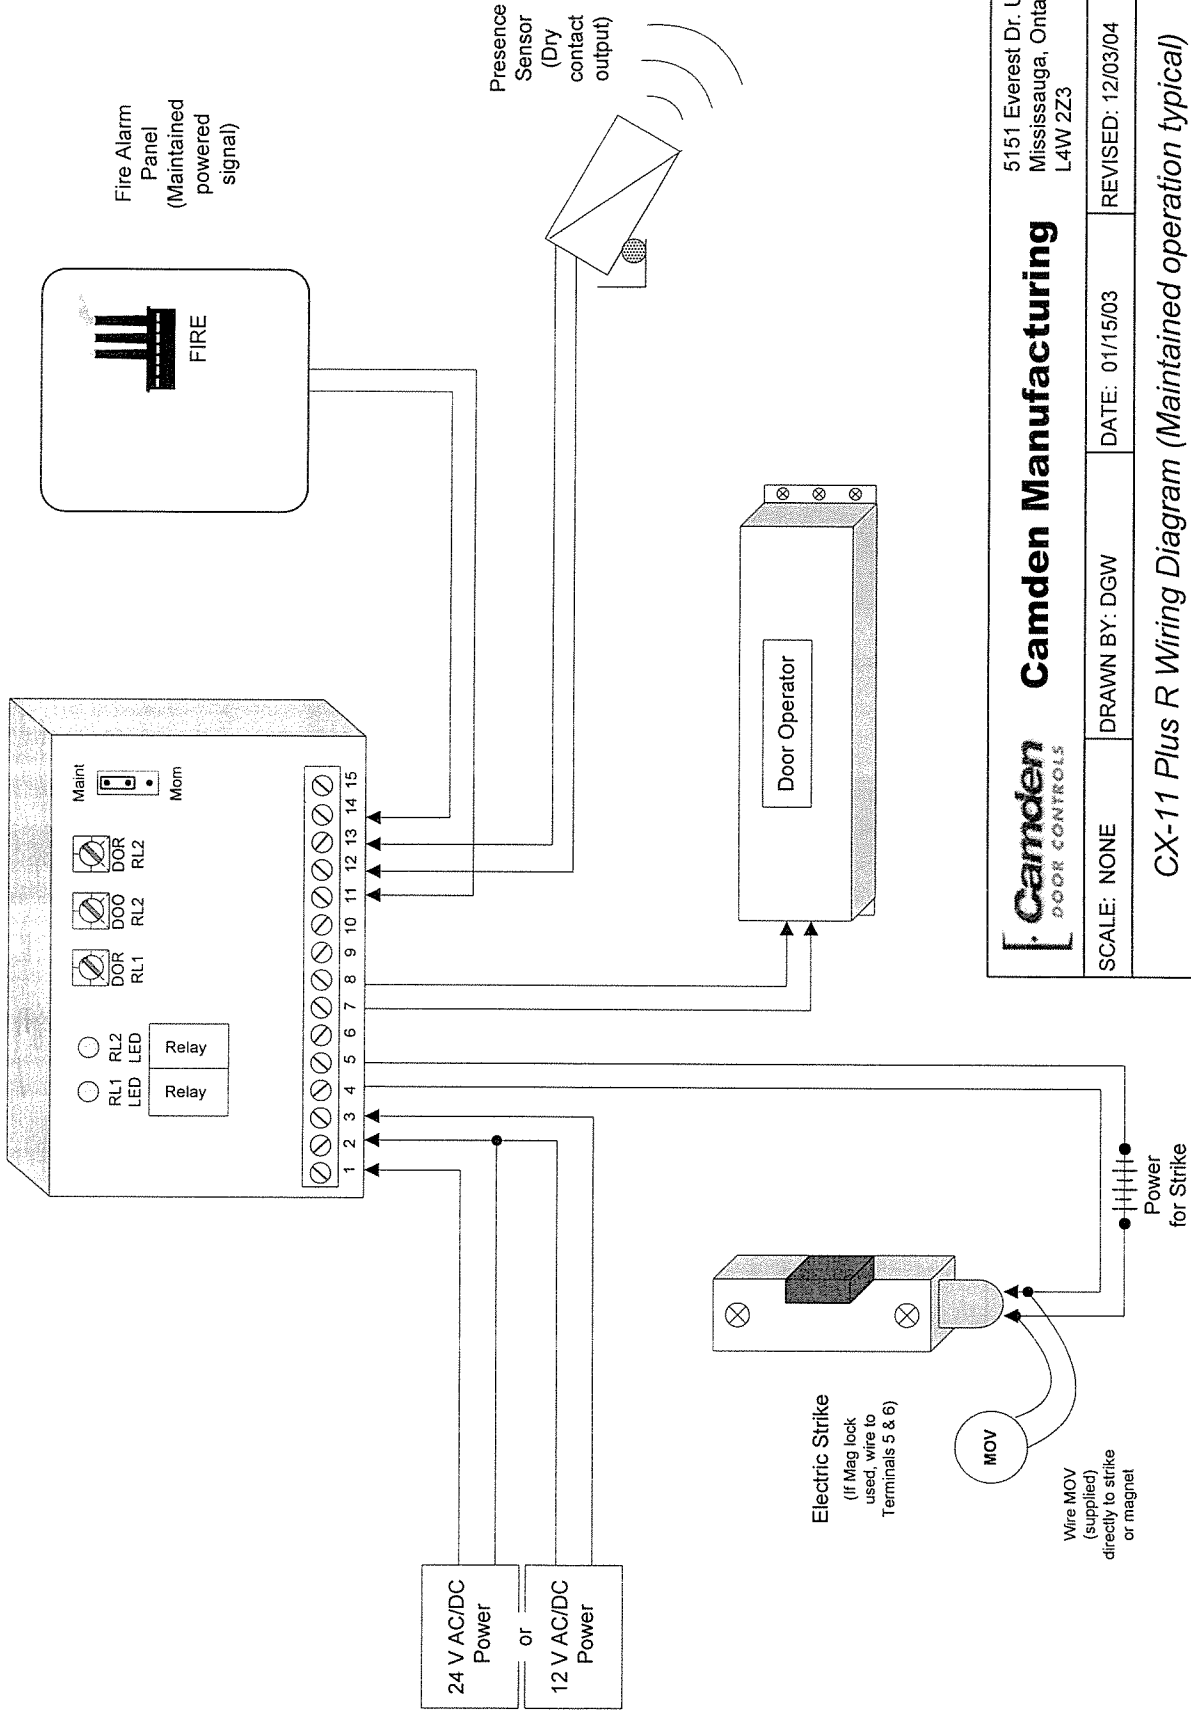 Fire Alarm
Panel
(Maintained
powered
signal)
FIRE
Presence
Sensor
(Dry
contact
output)
Maint
Mom
DOR
RL2
DOO
RL2
DOR
RL1
RL2
LED
RL1
LED
Relay
Relay
1 2 3 4 5 6 7 8 9 10 11 12 13 14 15
Door Operator
24 V AC/DC
Power
or
12 V AC/DC
Power
Electric Strike
(If Mag lock
used, wire to
Terminals 5 & 6)
MOV
Wire MOV
(supplied)
directly to strike
or magnet
Power
for Strike
Camden
DOOR CONTROLS
Camden Manufacturing
5151 Everest Dr.
Mississauga,
L4W 2Z3
SCALE: NONE
DRAWN BY: DGW
DATE: 01/15/03
REVISED: 12/03/04
CX-11 Plus R Wiring Diagram (Maintained operation typical)